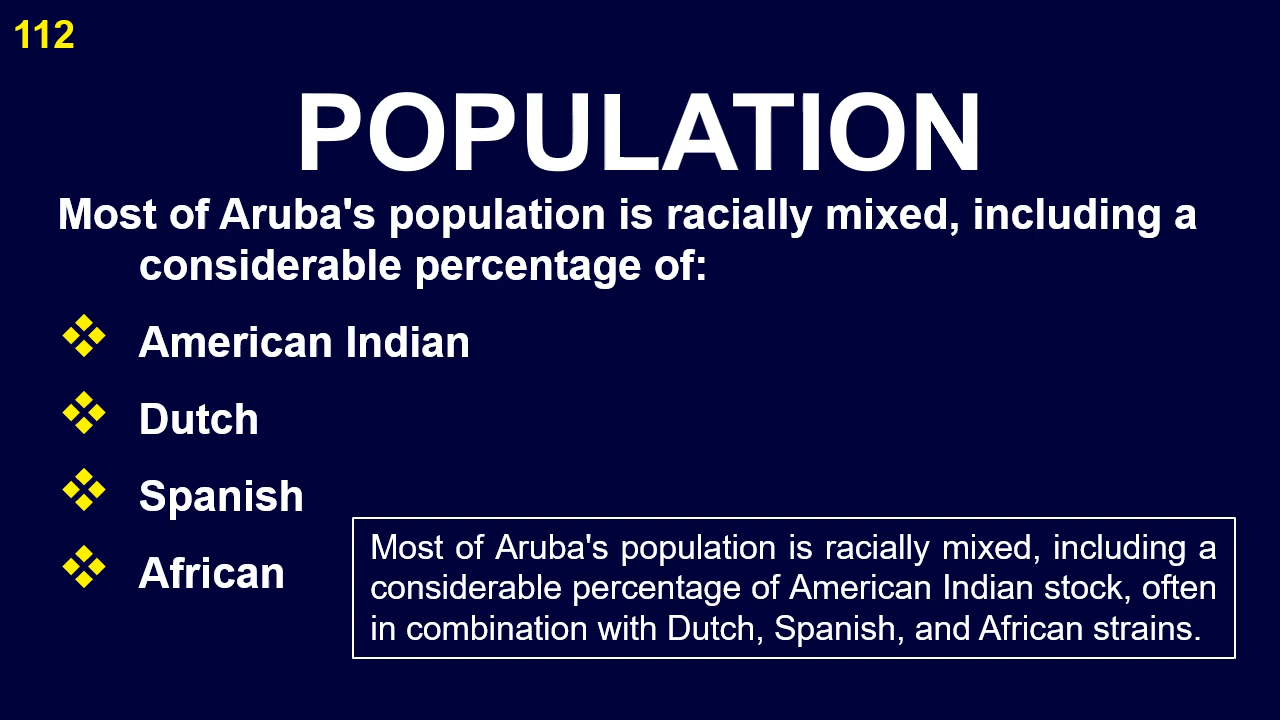 112
POPULATION
Most of Aruba's population is racially mixed, including a
considerable percentage of:
❖ American Indian
❖ Dutch
❖ Spanish
❖ African
Most of Aruba's population is racially mixed, including a
considerable percentage of American Indian stock, often
in combination with Dutch, Spanish, and African strains.